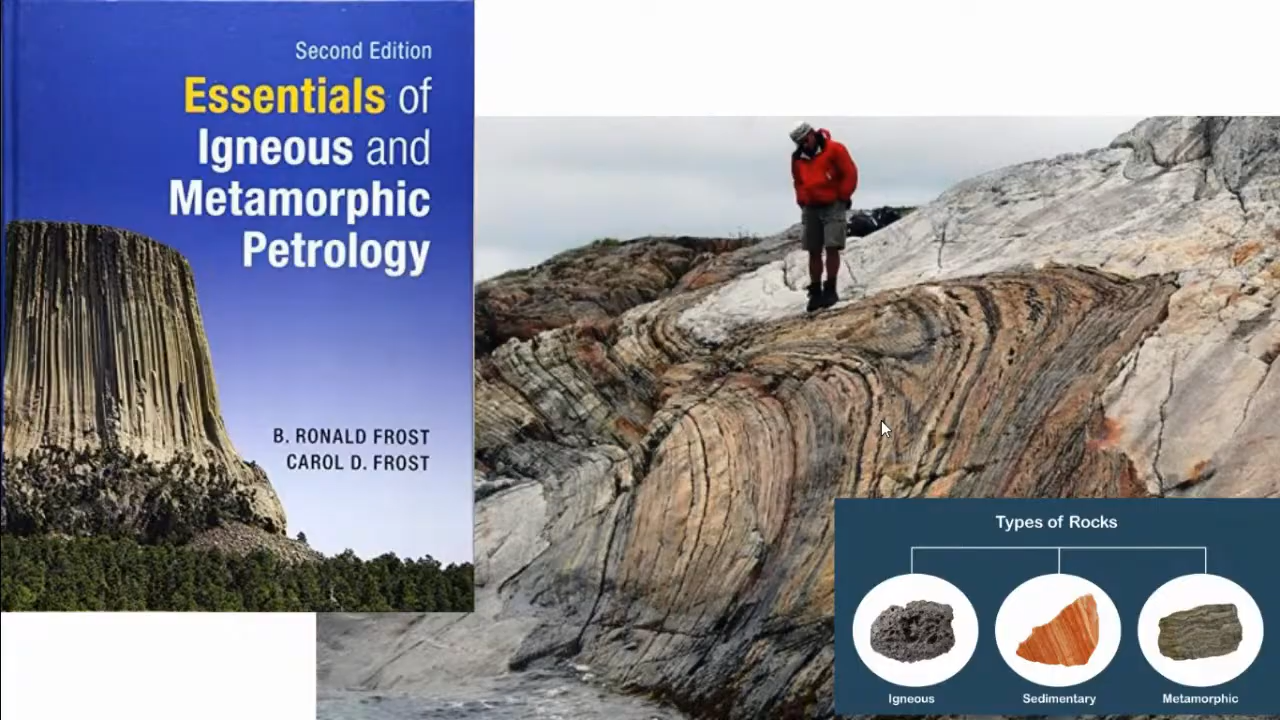 Second Edition
Essentials of
Igneous and
Metamorphic
Petrology
B. RONALD FROST
CAROL D. FROST
Types of Rocks
Igneous
Sedimentary
Metamorphic